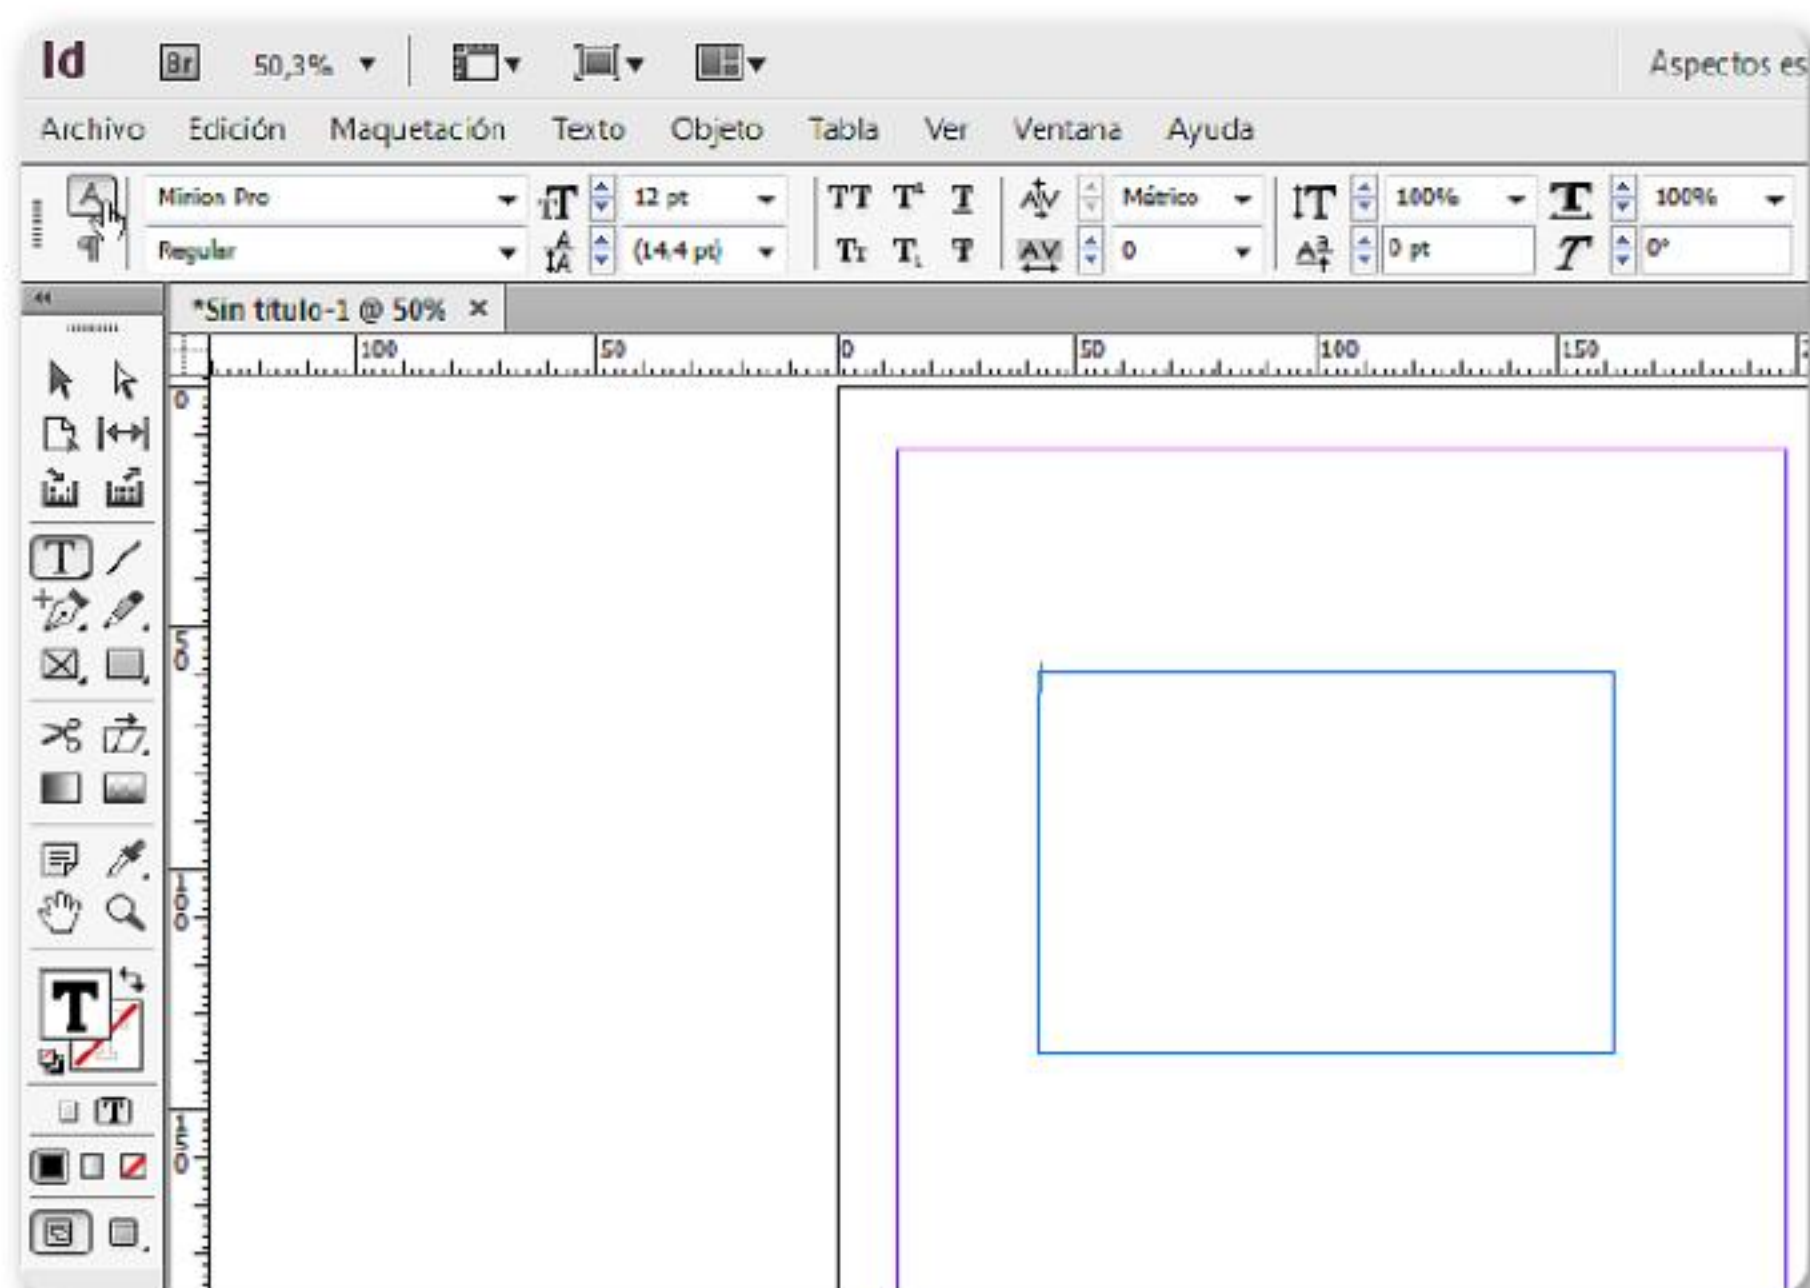 Id Br 50,3% Aspectos es
Archivo Edición Maquetación Texto Objeto Tabla Ver Ventana Ayuda
Minion Pro 12 pt Métrico 100% 100%
Regular (14,4 pt) 0 0 pt 0°
*Sin título-1 @ 50%
100 50 0 50 100 150
0
50
100
150